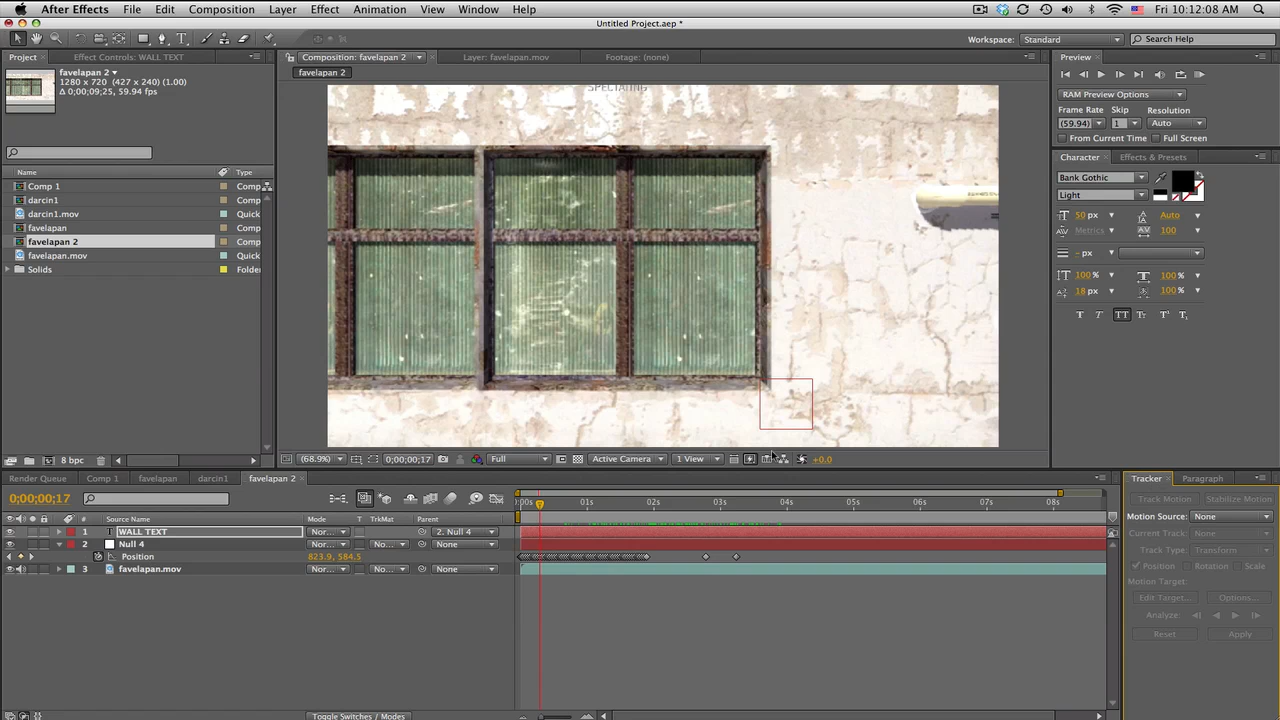 After Effects File Edit Composition Layer Effect Animation View Window Help Fri 10:12:08 AM
Untitled Project.aep *
Workspace: Standard Search Help
Project Effect Controls: WALL TEXT Composition: favelapan 2 Layer: favelapan.mov Footage: (none) Preview
favelapan 2
1280 x 720 (427 x 240) (1.00)
Δ 0;00;09;25, 59.94 fps
favelapan 2
SPECTATING
RAM Preview Options
Frame Rate Skip Resolution
(59.94) 1 Auto
From Current Time Full Screen
Character Effects & Presets
Bank Gothic
Light
50 px Auto
Metrics 100
- px
100 % 100 %
18 px 100 %
T T TT Tr T¹ T₁
Name Type
Comp 1 Comp
darcin1 Comp
darcin1.mov Quick
favelapan Comp
favelapan 2 Comp
favelapan.mov Quick
Solids Folde
8 bpc
(68.9%) 0;00;00;17 Full Active Camera 1 View +0.0
Render Queue Comp 1 favelapan darcin1 favelapan 2
Tracker Paragraph
0;00;00;17
00s 01s 02s 03s 04s 05s 06s 07s 08s
Track Motion Stabilize Motion
Motion Source: None
Current Track: None
Track Type: Transform
Position Rotation Scale
Motion Target:
Edit Target... Options...
Analyze:
Reset Apply
# Source Name Mode T TrkMat Parent
1 T WALL TEXT Nor... 2. Null 4
2 Null 4 Nor... No... None
Position 823.9, 584.5
3 favelapan.mov Nor... No... None
Toggle Switches / Modes